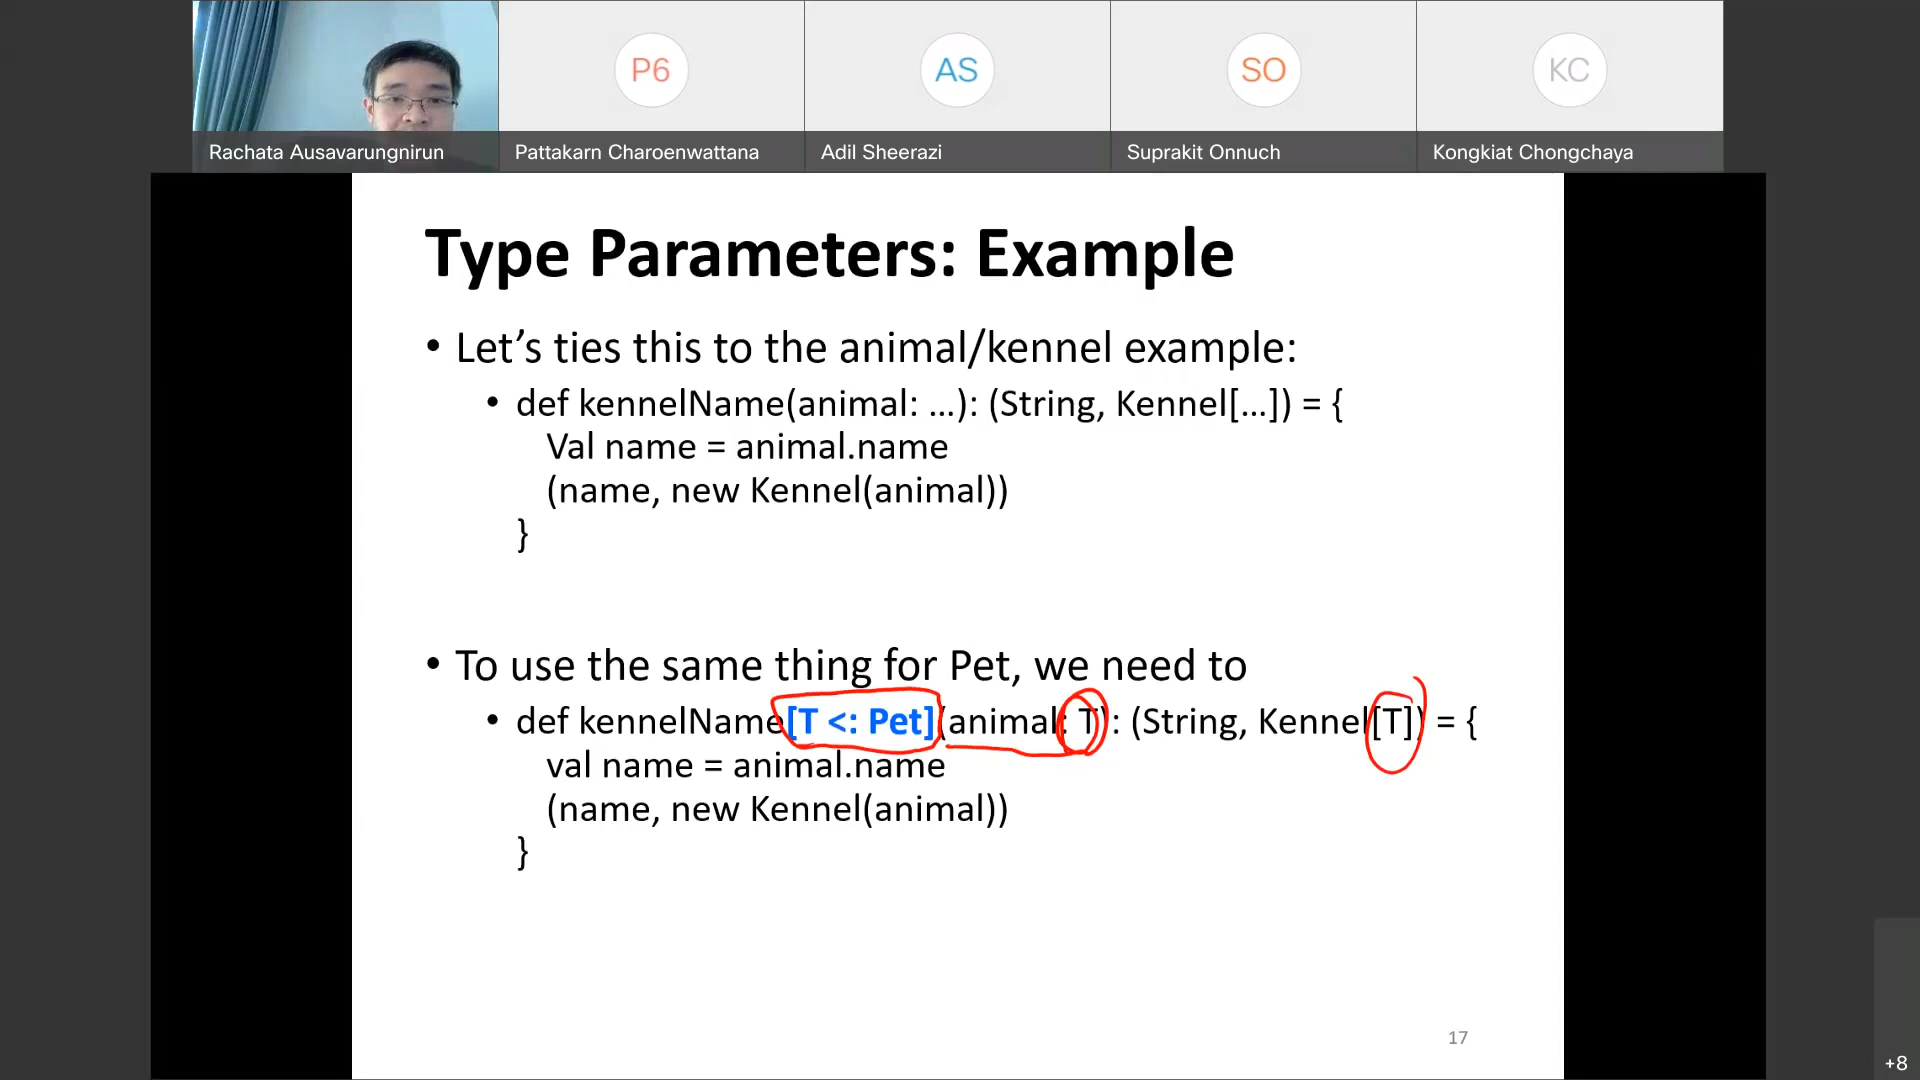 P6
AS
SO
KC
Rachata Ausavarungnirun
Pattakarn Charoenwattana
Adil Sheerazi
Suprakit Onnuch
Kongkiat Chongchaya
Type Parameters: Example
• Let’s ties this to the animal/kennel example:
• def kennelName(animal: …): (String, Kennel[…]) = {
Val name = animal.name
(name, new Kennel(animal))
}
• To use the same thing for Pet, we need to
• def kennelName[T <: Pet](animal: T): (String, Kennel[T]) = {
val name = animal.name
(name, new Kennel(animal))
}
17
+8